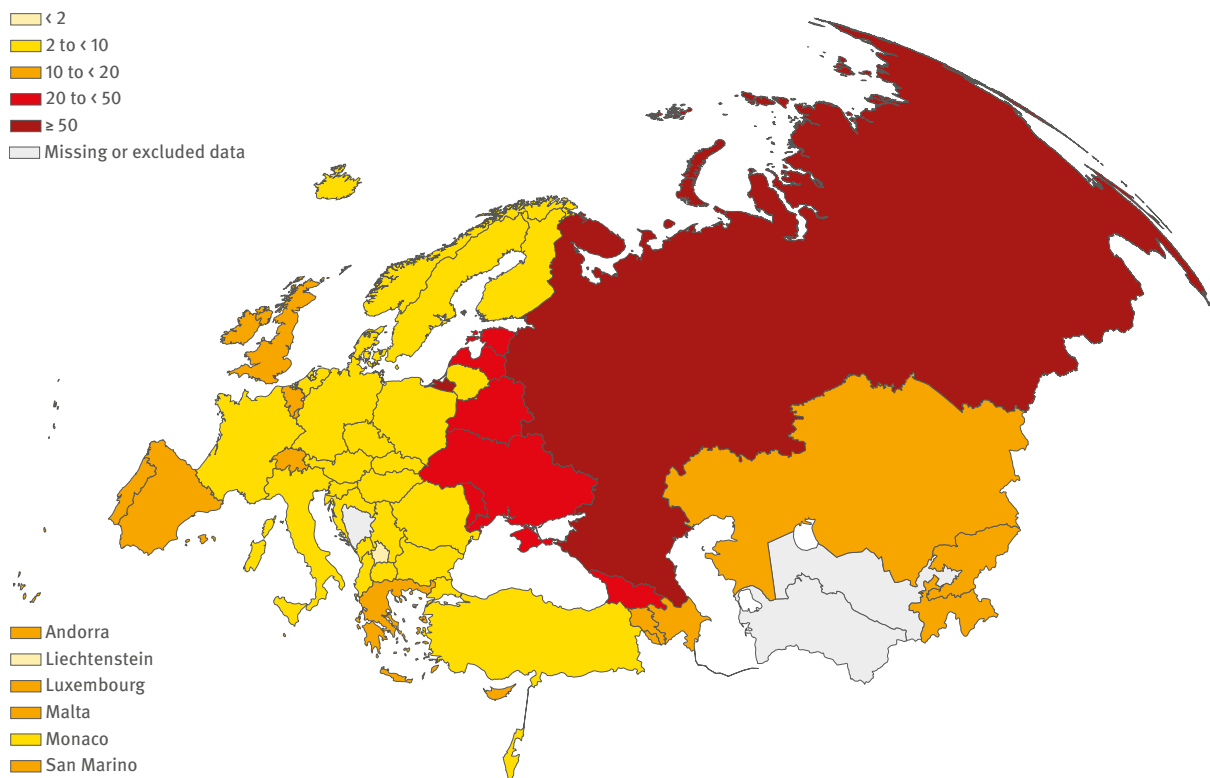 < 2
2 to < 10
10 to < 20
20 to < 50
≥ 50
Missing or excluded data
Andorra
Liechtenstein
Luxembourg
Malta
Monaco
San Marino